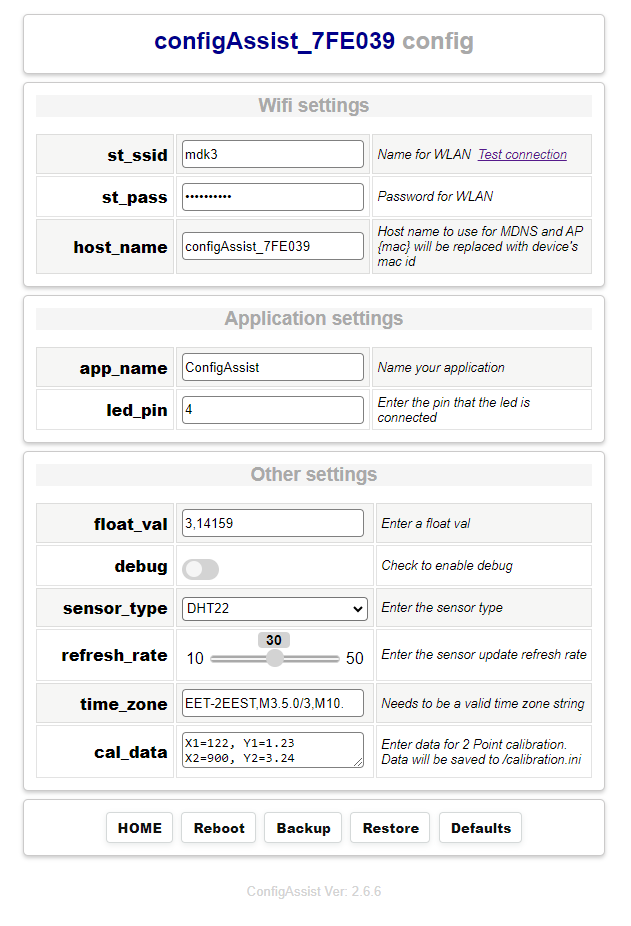 configAssist_7FE039 config
Wifi settings
st_ssid mdk3 Name for WLAN Test connection
st_pass •••••••••• Password for WLAN
host_name configAssist_7FE039 Host name to use for MDNS and AP
{mac} will be replaced with device's
mac id
Application settings
app_name ConfigAssist Name your application
led_pin 4 Enter the pin that the led is
connected
Other settings
float_val 3,14159 Enter a float val
debug Check to enable debug
sensor_type DHT22 Enter the sensor type
refresh_rate 10 30 50 Enter the sensor update refresh rate
time_zone EET-2EEST,M3.5.0/3,M10. Needs to be a valid time zone string
cal_data X1=122, Y1=1.23 Enter data for 2 Point calibration.
X2=900, Y2=3.24 Data will be saved to /calibration.ini
HOME Reboot Backup Restore Defaults
ConfigAssist Ver: 2.6.6